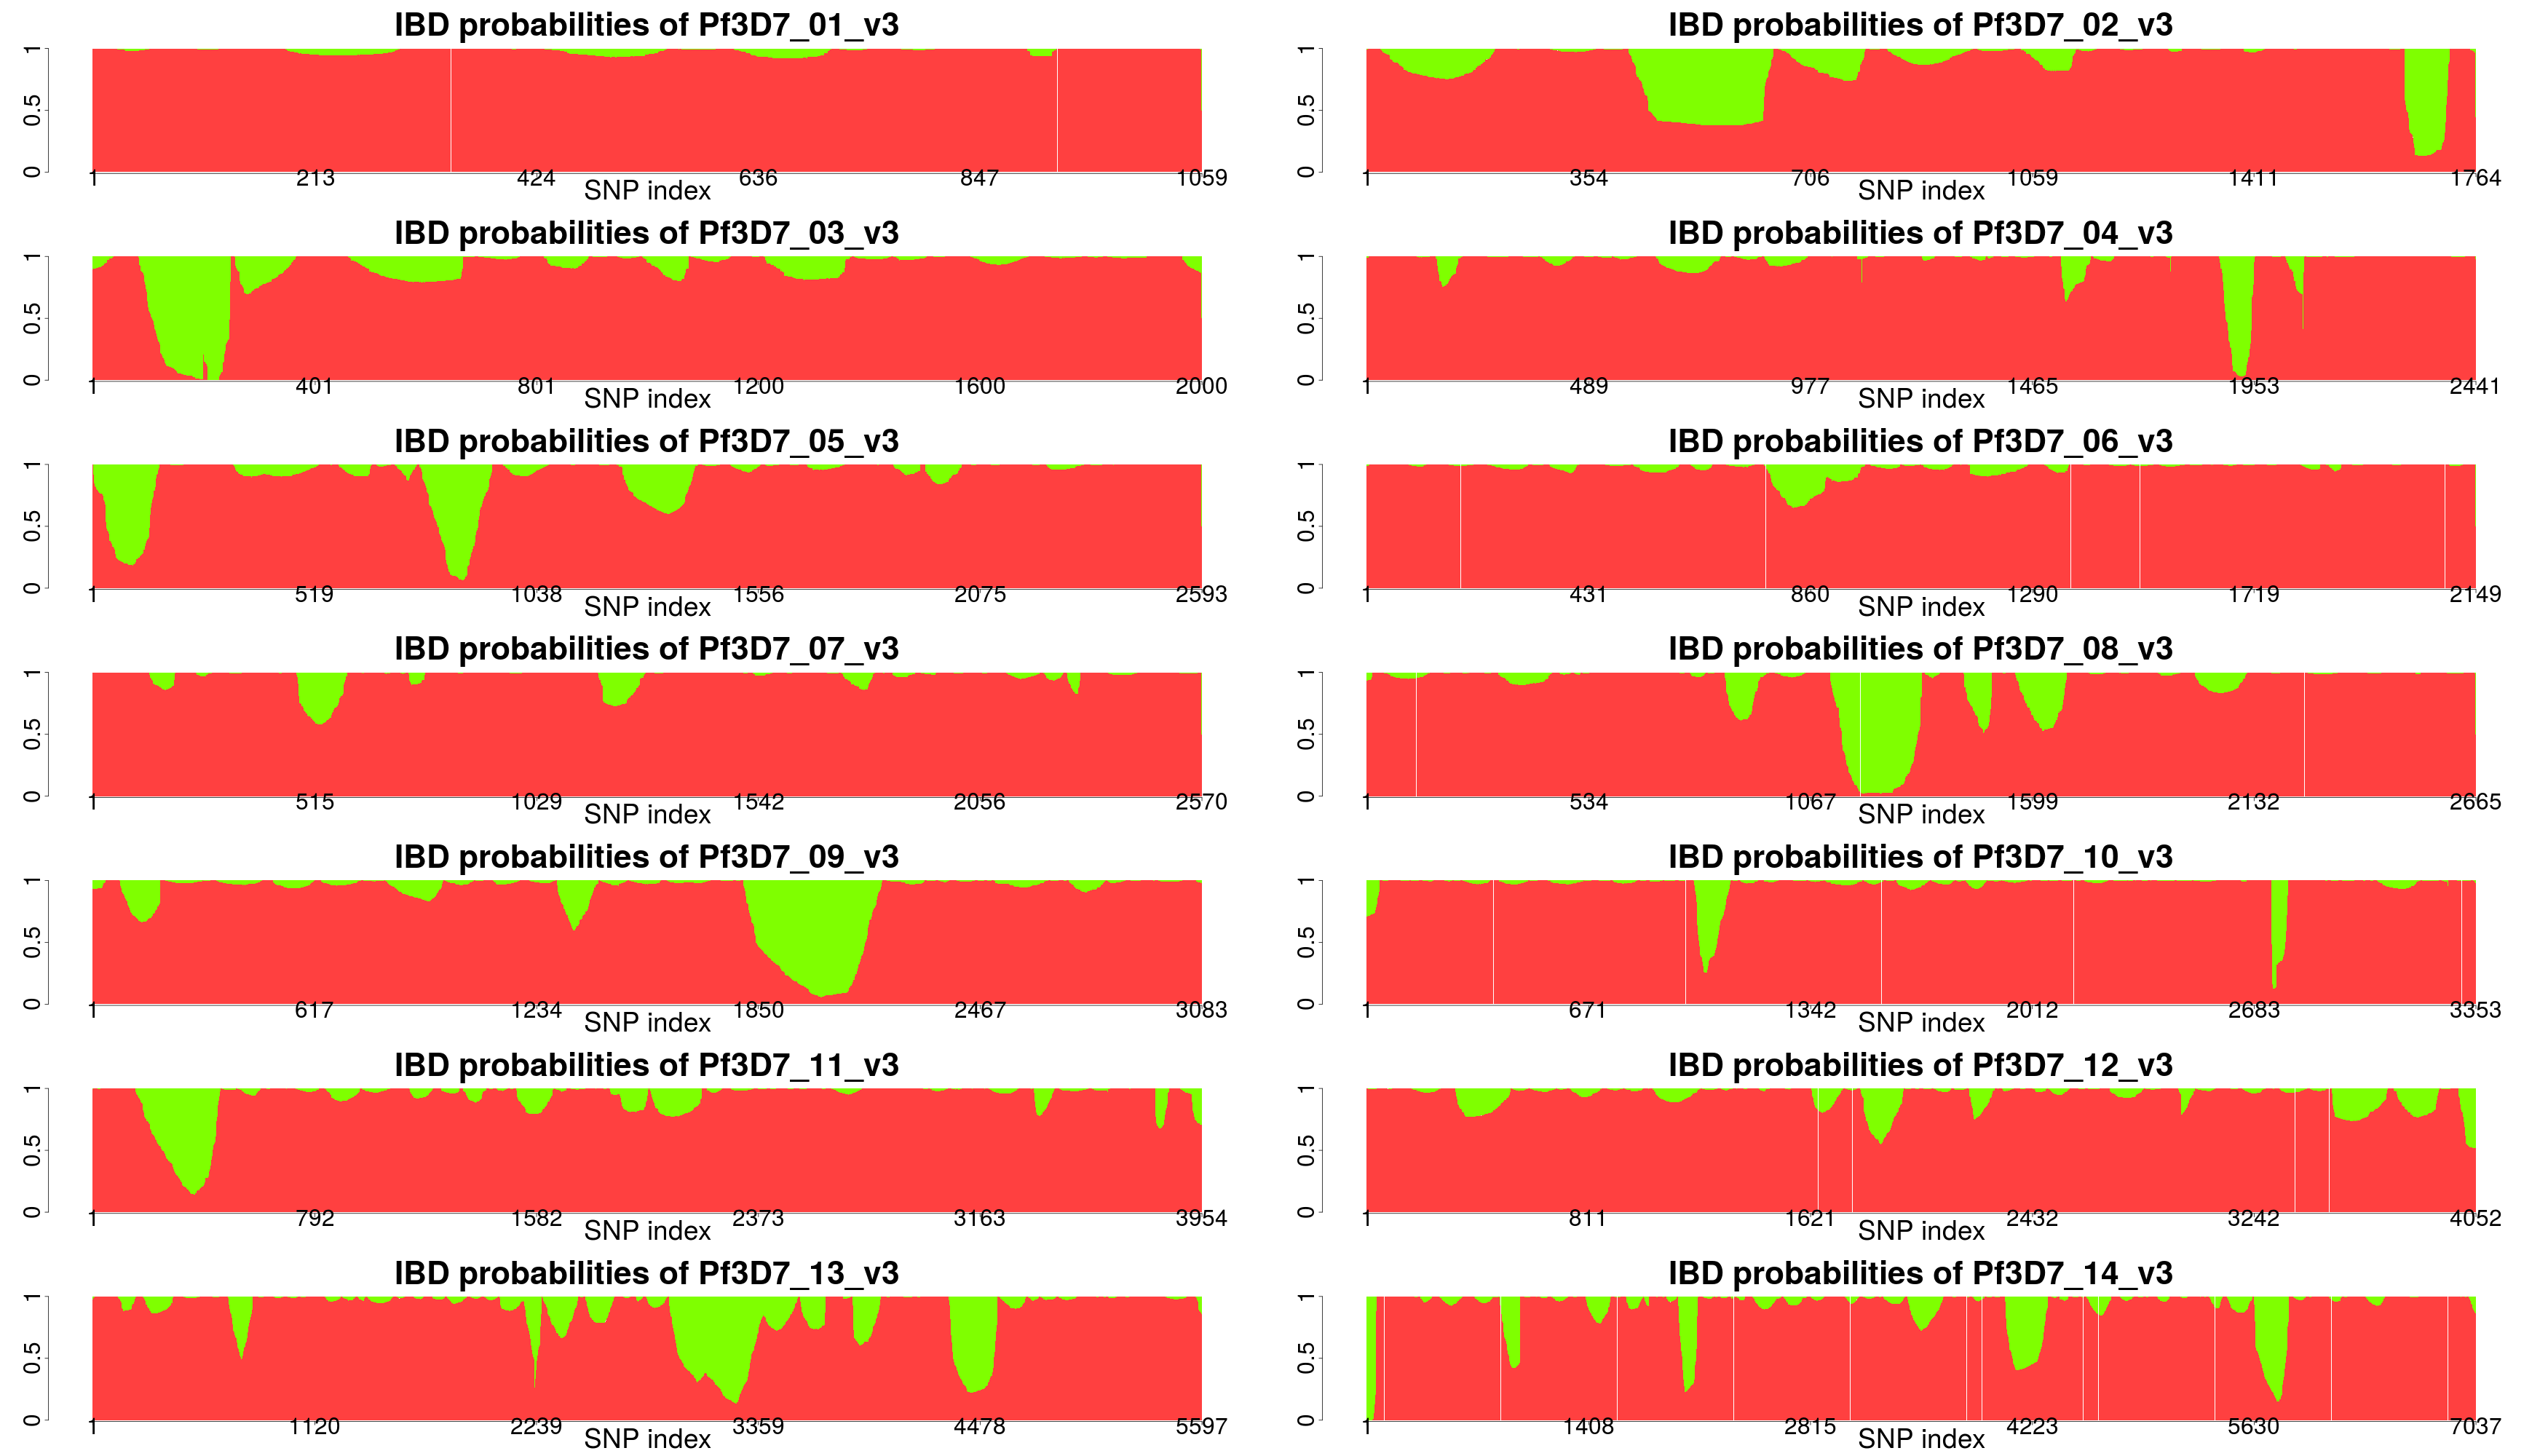 IBD probabilities of Pf3D7_01_v3
0 0.5 1
1 213 424 636 847 1059
SNP index
IBD probabilities of Pf3D7_02_v3
0 0.5 1
1 354 706 1059 1411 1764
SNP index
IBD probabilities of Pf3D7_03_v3
0 0.5 1
1 401 801 1200 1600 2000
SNP index
IBD probabilities of Pf3D7_04_v3
0 0.5 1
1 489 977 1465 1953 2441
SNP index
IBD probabilities of Pf3D7_05_v3
0 0.5 1
1 519 1038 1556 2075 2593
SNP index
IBD probabilities of Pf3D7_06_v3
0 0.5 1
1 431 860 1290 1719 2149
SNP index
IBD probabilities of Pf3D7_07_v3
0 0.5 1
1 515 1029 1542 2056 2570
SNP index
IBD probabilities of Pf3D7_08_v3
0 0.5 1
1 534 1067 1599 2132 2665
SNP index
IBD probabilities of Pf3D7_09_v3
0 0.5 1
1 617 1234 1850 2467 3083
SNP index
IBD probabilities of Pf3D7_10_v3
0 0.5 1
1 671 1342 2012 2683 3353
SNP index
IBD probabilities of Pf3D7_11_v3
0 0.5 1
1 792 1582 2373 3163 3954
SNP index
IBD probabilities of Pf3D7_12_v3
0 0.5 1
1 811 1621 2432 3242 4052
SNP index
IBD probabilities of Pf3D7_13_v3
0 0.5 1
1 1120 2239 3359 4478 5597
SNP index
IBD probabilities of Pf3D7_14_v3
0 0.5 1
1 1408 2815 4223 5630 7037
SNP index